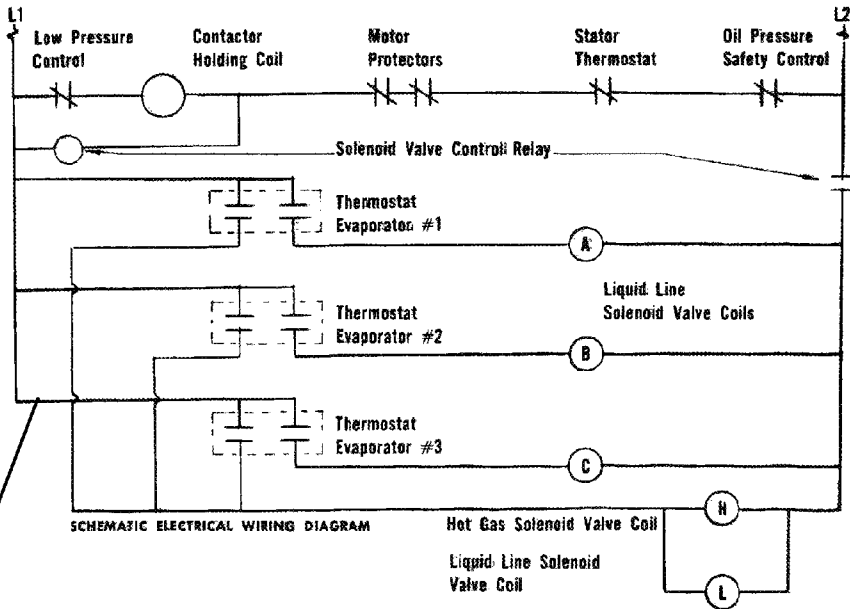 L1
L2
Low Pressure
Control
Contactor
Holding Coil
Motor
Protectors
Stator
Thermostat
Oil Pressure
Safety Control
Solenoid Valve Controll Relay
Thermostat
Evaporator #1
A
Thermostat
Evaporator #2
Liquid Line
Solenoid Valve Coils
B
Thermostat
Evaporator #3
C
SCHEMATIC ELECTRICAL WIRING DIAGRAM
Hot Gas Solenoid Valve Coil
H
Liquid Line Solenoid
Valve Coil
L